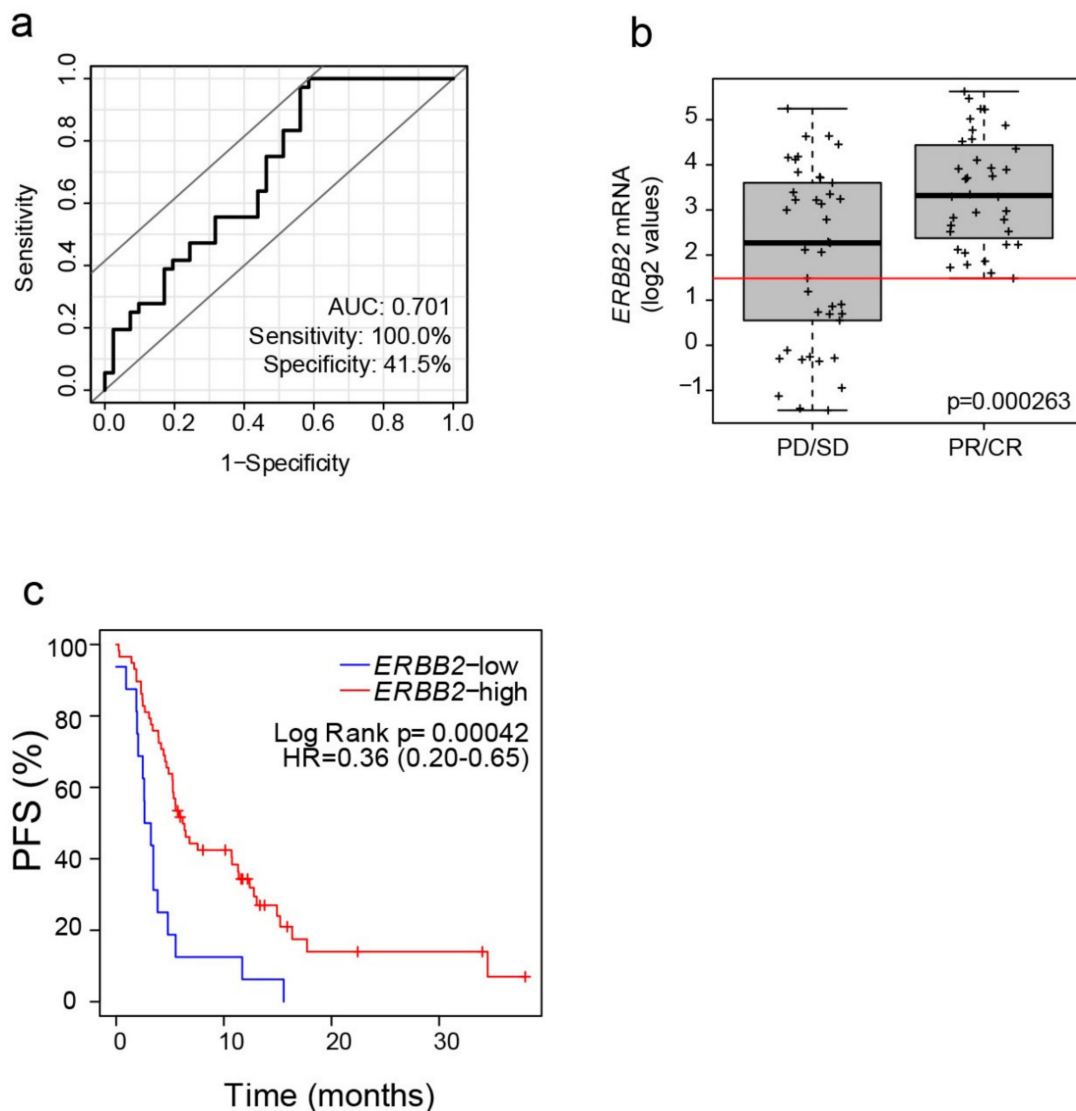 a
Sensitivity
1.0
0.8
0.6
0.4
0.2
0.0
AUC: 0.701
Sensitivity: 100.0%
Specificity: 41.5%
0.0 0.2 0.4 0.6 0.8 1.0
1−Specificity
b
ERBB2 mRNA
(log2 values)
5
4
3
2
1
0
−1
p=0.000263
PD/SD PR/CR
c
PFS (%)
100
80
60
40
20
0
ERBB2−low
ERBB2−high
Log Rank p= 0.00042
HR=0.36 (0.20-0.65)
0 10 20 30
Time (months)